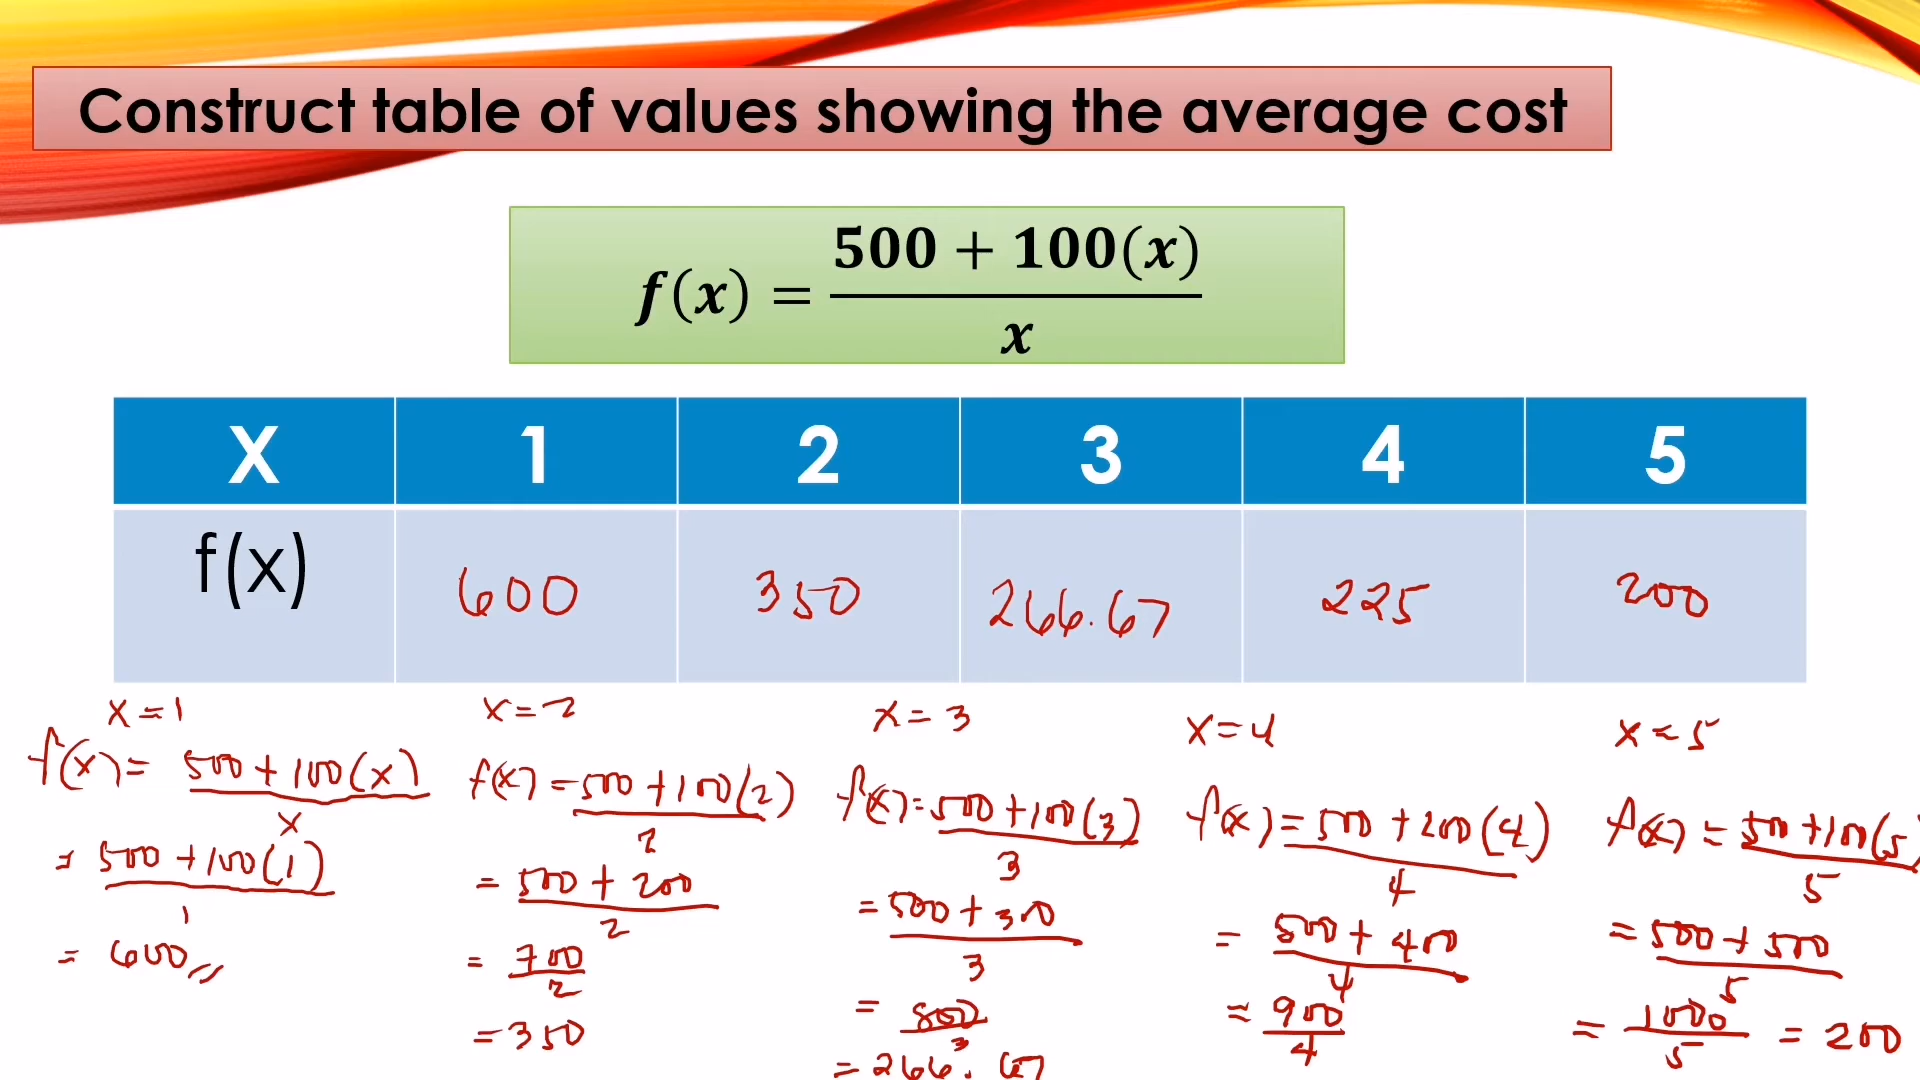 Construct table of values showing the average cost
f(x) = 500 + 100(x) / x
X 1 2 3 4 5
f(x) 600 350 266.67 225 200
x = 1
f(x) = 500 + 100(x) / x
= 500 + 100(1) / 1
= 600
x = 2
f(x) = 500 + 100(2) / 2
= 500 + 200 / 2
= 700 / 2
= 350
x = 3
f(x) = 500 + 100(3) / 3
= 500 + 300 / 3
= 800 / 3
= 266.67
x = 4
f(x) = 500 + 200(4) / 4
= 500 + 400 / 4
= 900 / 4
x = 5
f(x) = 500 + 100(5) / 5
= 500 + 500 / 5
= 1000 / 5 = 200